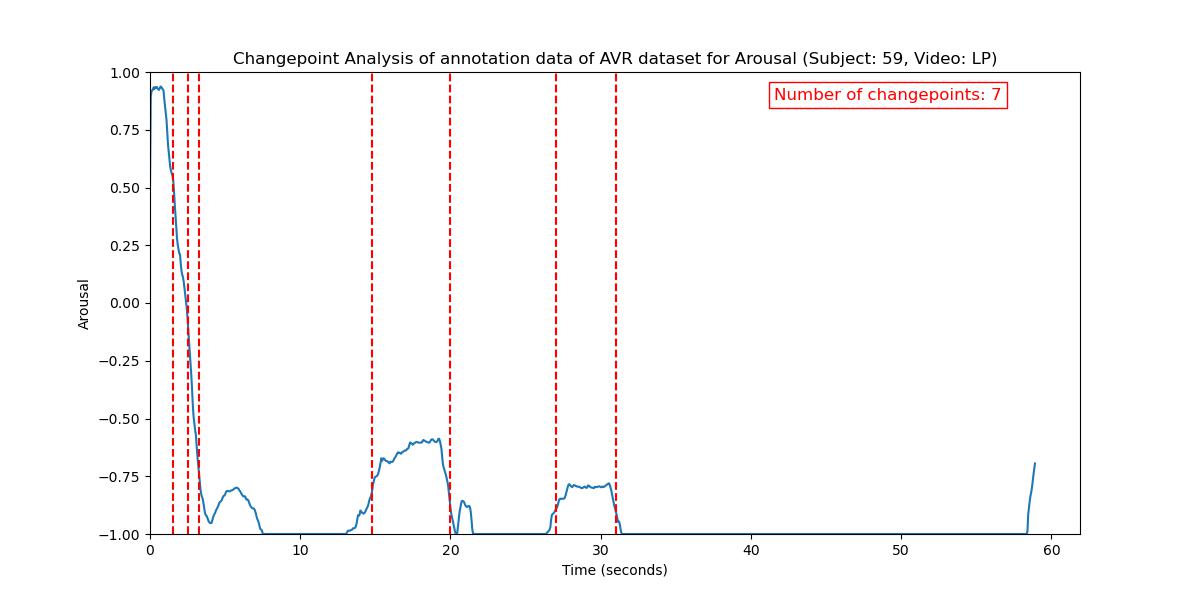 Changepoint Analysis of annotation data of AVR dataset for Arousal (Subject: 59, Video: LP)
Number of changepoints: 7
1.00
0.75
0.50
0.25
0.00
−0.25
−0.50
−0.75
−1.00
Arousal
0 10 20 30 40 50 60
Time (seconds)